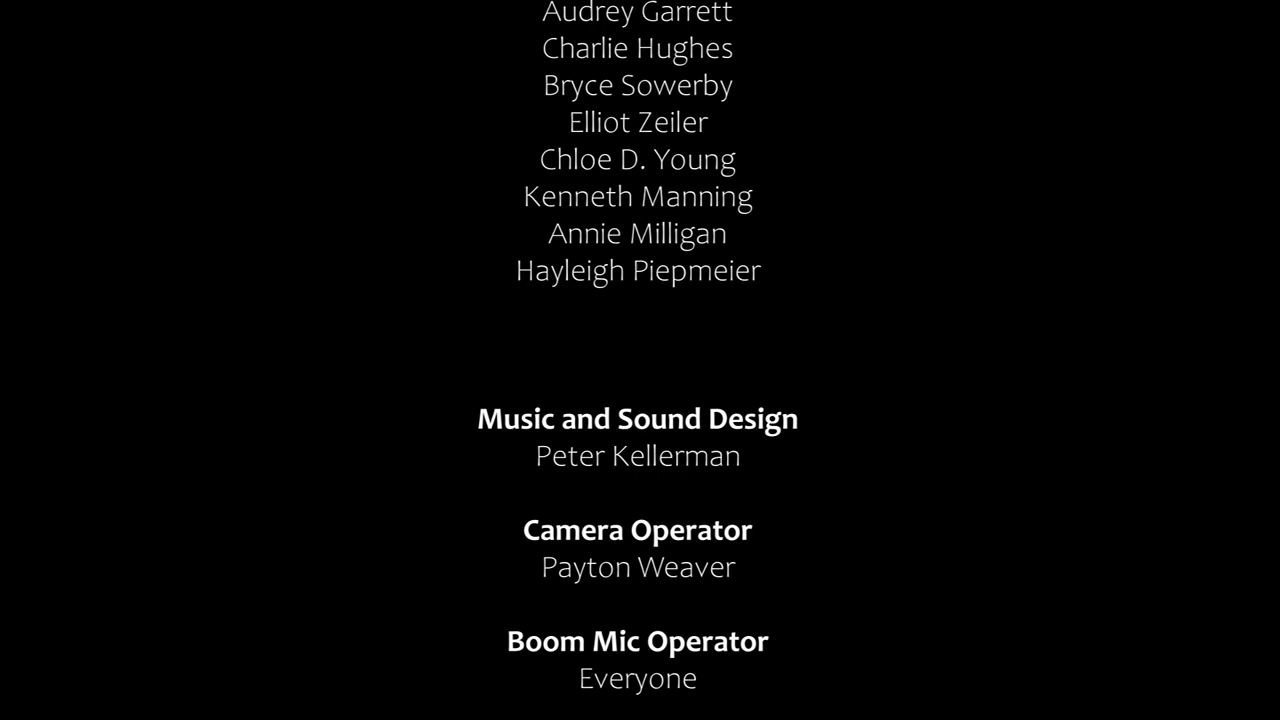 Audrey Garrett
Charlie Hughes
Bryce Sowerby
Elliot Zeiler
Chloe D. Young
Kenneth Manning
Annie Milligan
Hayleigh Piepmeier
Music and Sound Design
Peter Kellerman
Camera Operator
Payton Weaver
Boom Mic Operator
Everyone